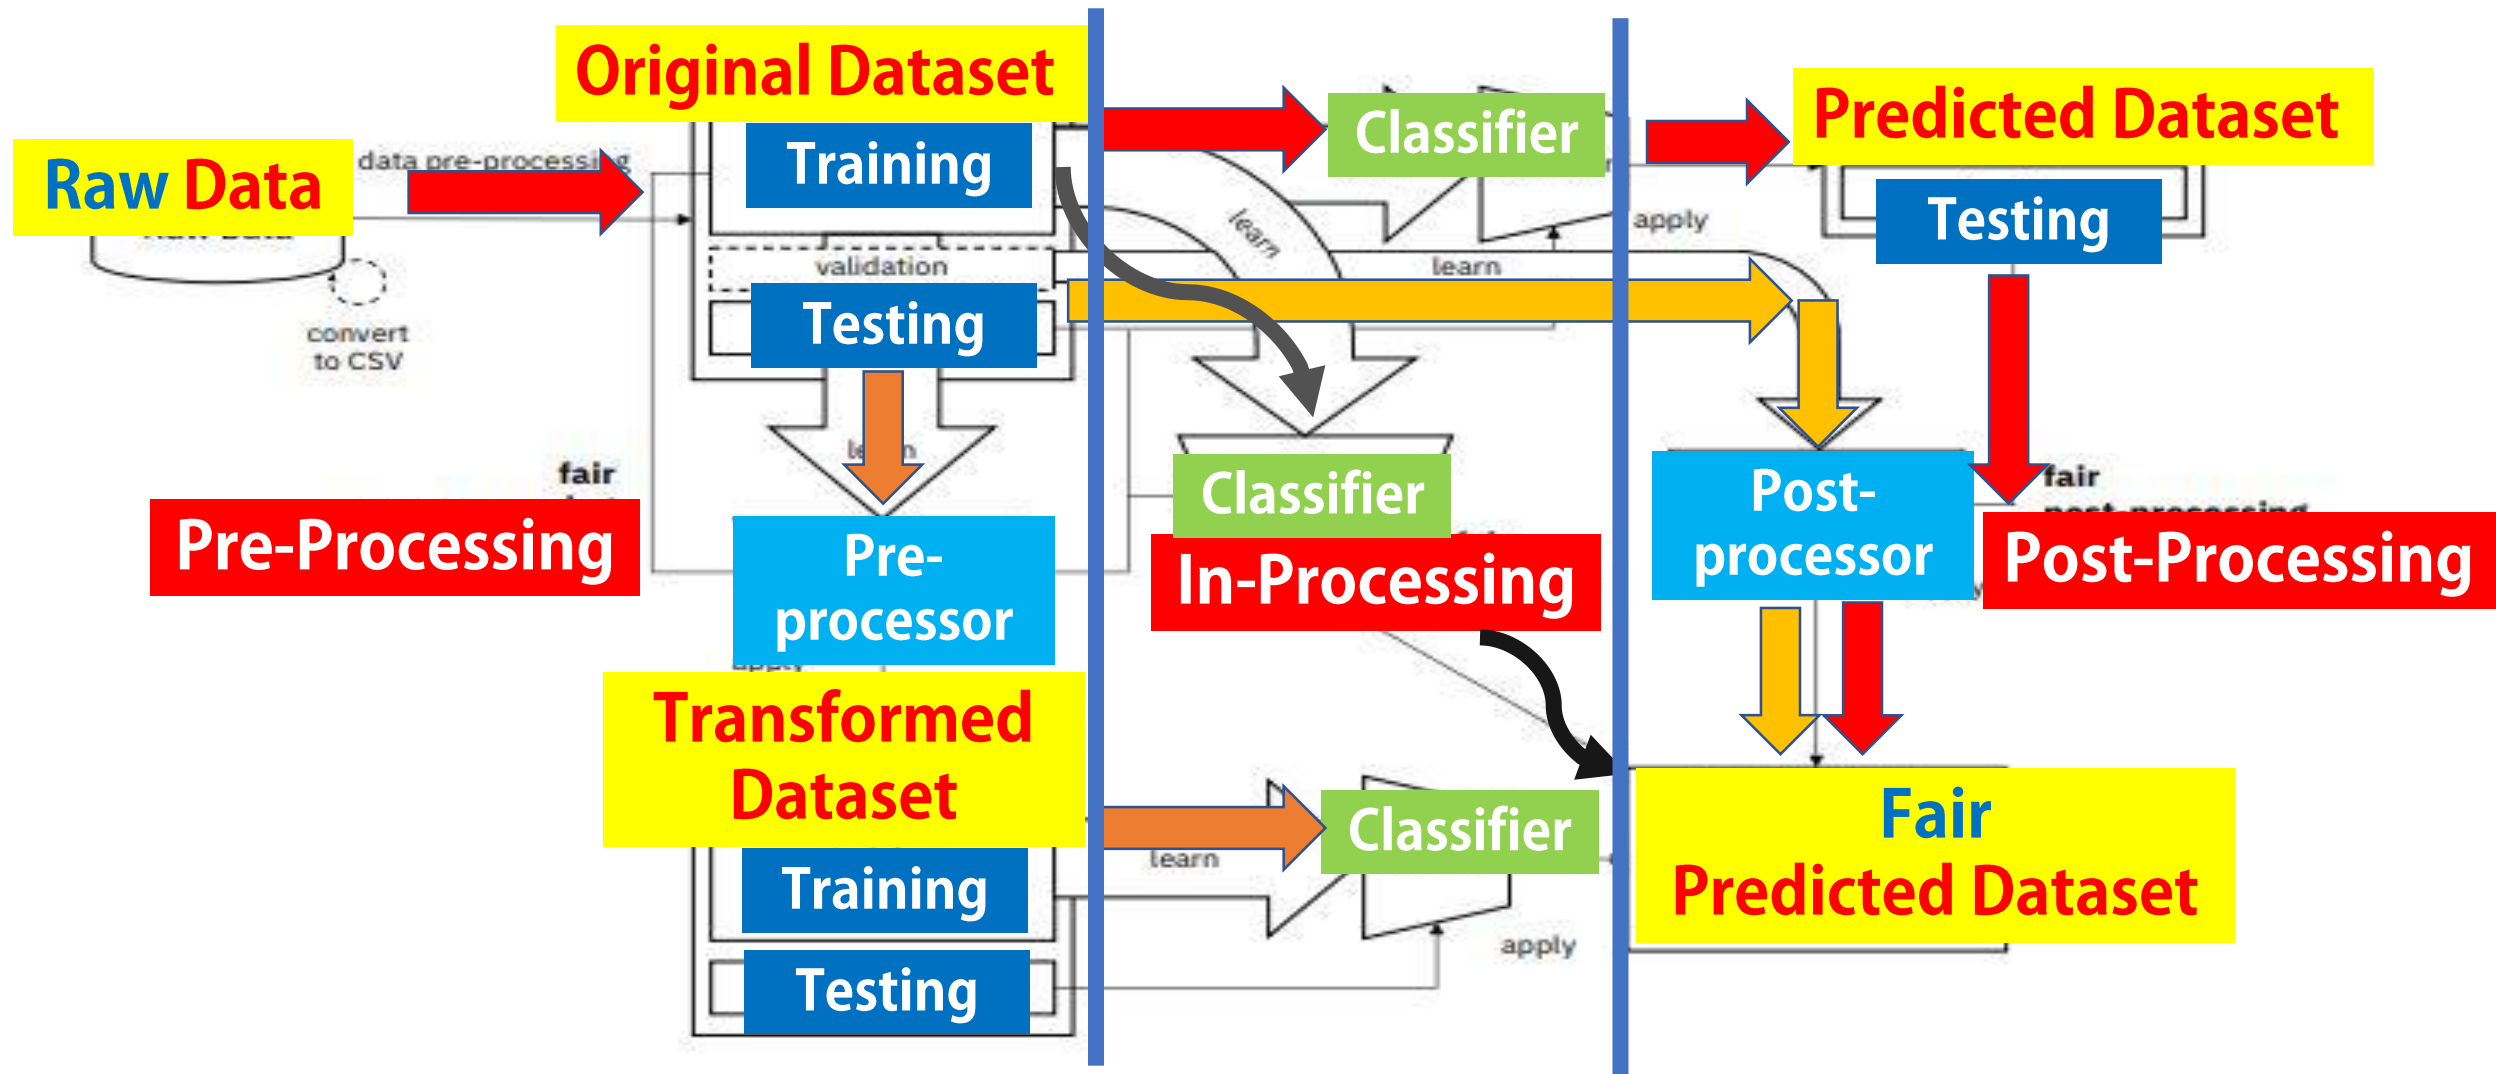 Original Dataset
Predicted Dataset
Classifier
Training
data pre-processing
Raw Data
Testing
apply
learn
validation
learn
Testing
convert
to CSV
learn
fair
fair
Classifier
Post-
processor
Pre-Processing
Pre-
processor
In-Processing
Post-Processing
apply
Transformed
Dataset
Fair
Predicted Dataset
Classifier
learn
Training
apply
Testing